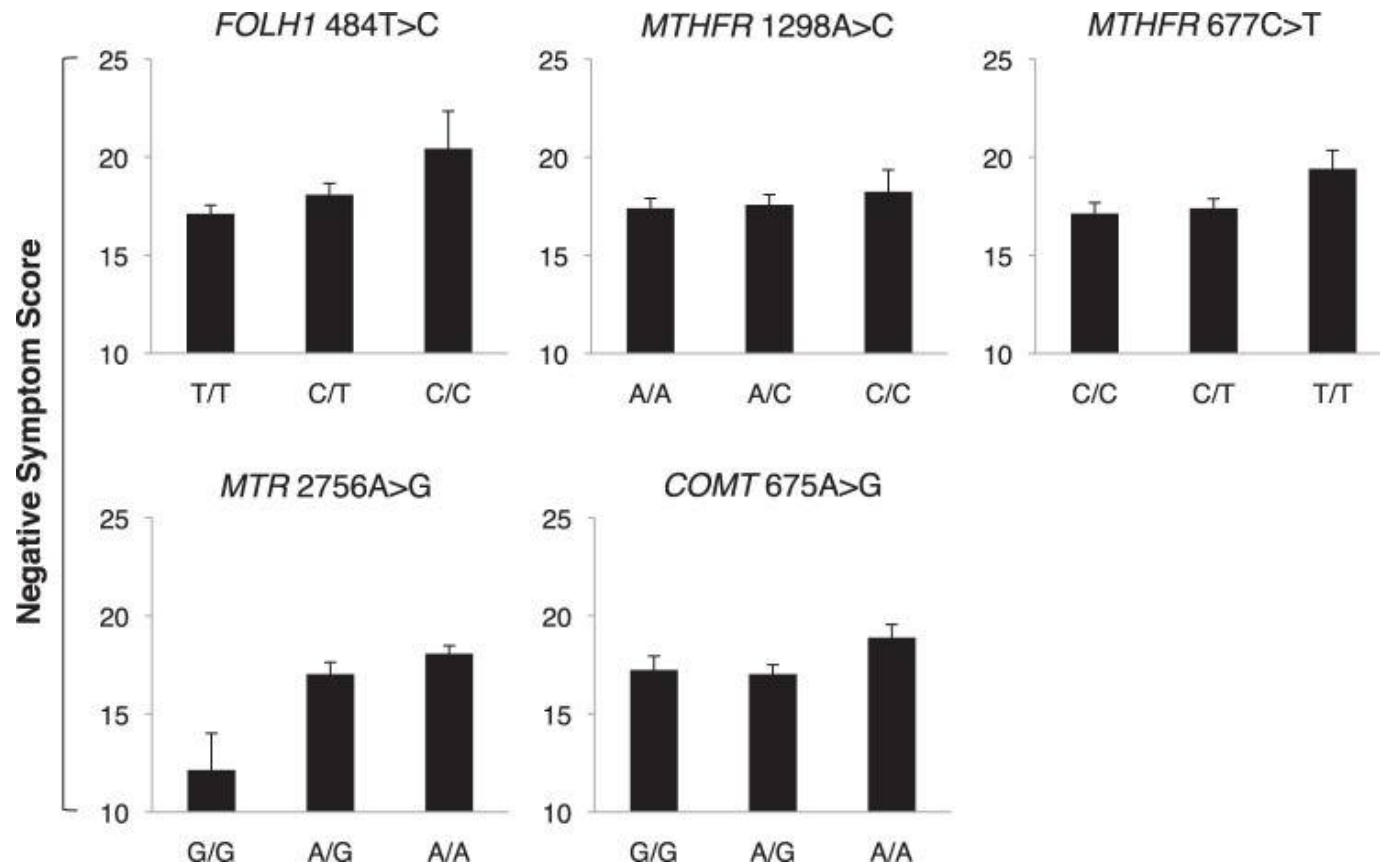 FOLH1 484T>C
MTHFR 1298A>C
MTHFR 677C>T
Negative Symptom Score
25
20
15
10
T/T C/T C/C
25
20
15
10
A/A A/C C/C
25
20
15
10
C/C C/T T/T
MTR 2756A>G
COMT 675A>G
25
20
15
10
G/G A/G A/A
25
20
15
10
G/G A/G A/A